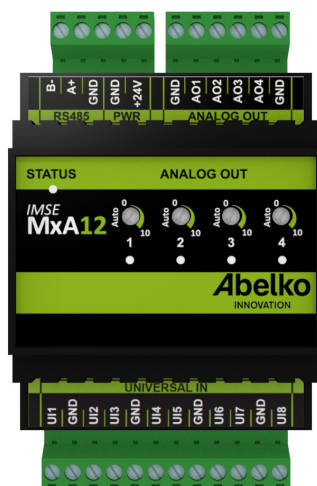 B- A+ GND GND +24V GND AO1 AO2 AO3 AO4 GND
RS485 PWR ANALOG OUT
STATUS ANALOG OUT
IMSE
MxA12
Auto 0 10 Auto 0 10 Auto 0 10 Auto 0 10
1 2 3 4
Abelko
INNOVATION
UNIVERSAL IN
UI1 GND UI2 UI3 GND UI4 UI5 GND UI6 UI7 GND UI8